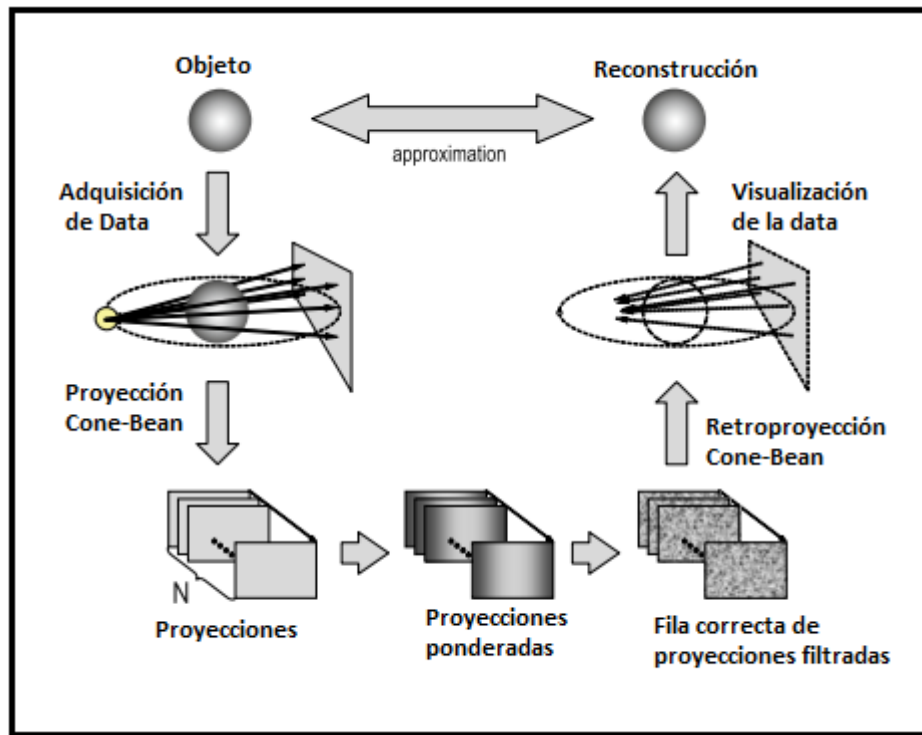 Objeto
Reconstrucción
approximation
Adquisición
de Data
Visualización
de la data
Proyección
Cone-Bean
Retroproyección
Cone-Bean
N
Proyecciones
Proyecciones
ponderadas
Fila correcta de
proyecciones filtradas